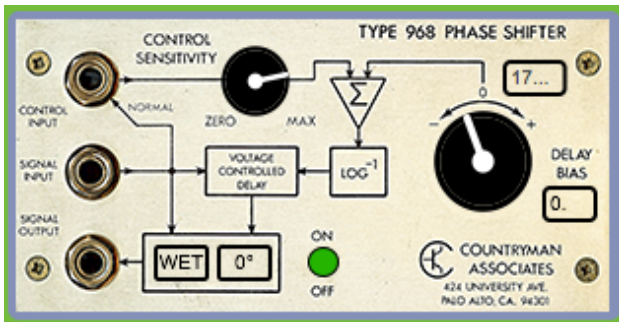 TYPE 968 PHASE SHIFTER
CONTROL
SENSITIVITY
17...
0
Σ
CONTROL
INPUT
NORMAL
ZERO
MAX
-
+
SIGNAL
INPUT
VOLTAGE
CONTROLLED
DELAY
LOG⁻¹
DELAY
BIAS
0.
SIGNAL
OUTPUT
WET
0°
ON
OFF
COUNTRYMAN
ASSOCIATES
424 UNIVERSITY AVE.
PALO ALTO, CA. 94301